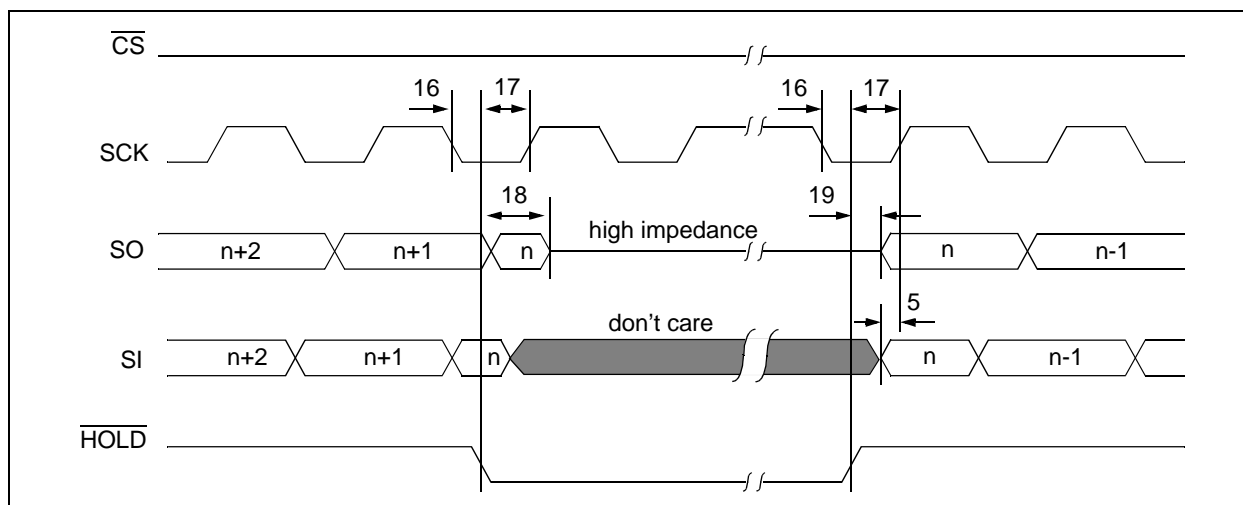 CS
16 17 16 17
SCK
18 19
high impedance
SO n+2 n+1 n n n-1
5
don't care
SI n+2 n+1 n n n-1
HOLD